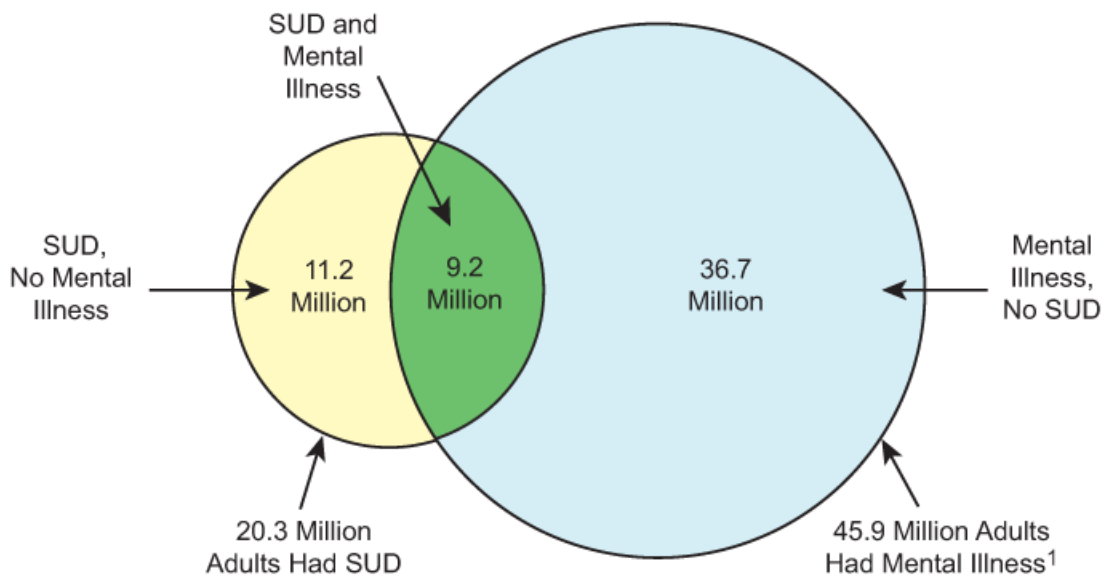 SUD and
Mental
Illness
SUD,
No Mental
Illness
11.2
Million
9.2
Million
36.7
Million
Mental
Illness,
No SUD
20.3 Million
Adults Had SUD
45.9 Million Adults
Had Mental Illness1